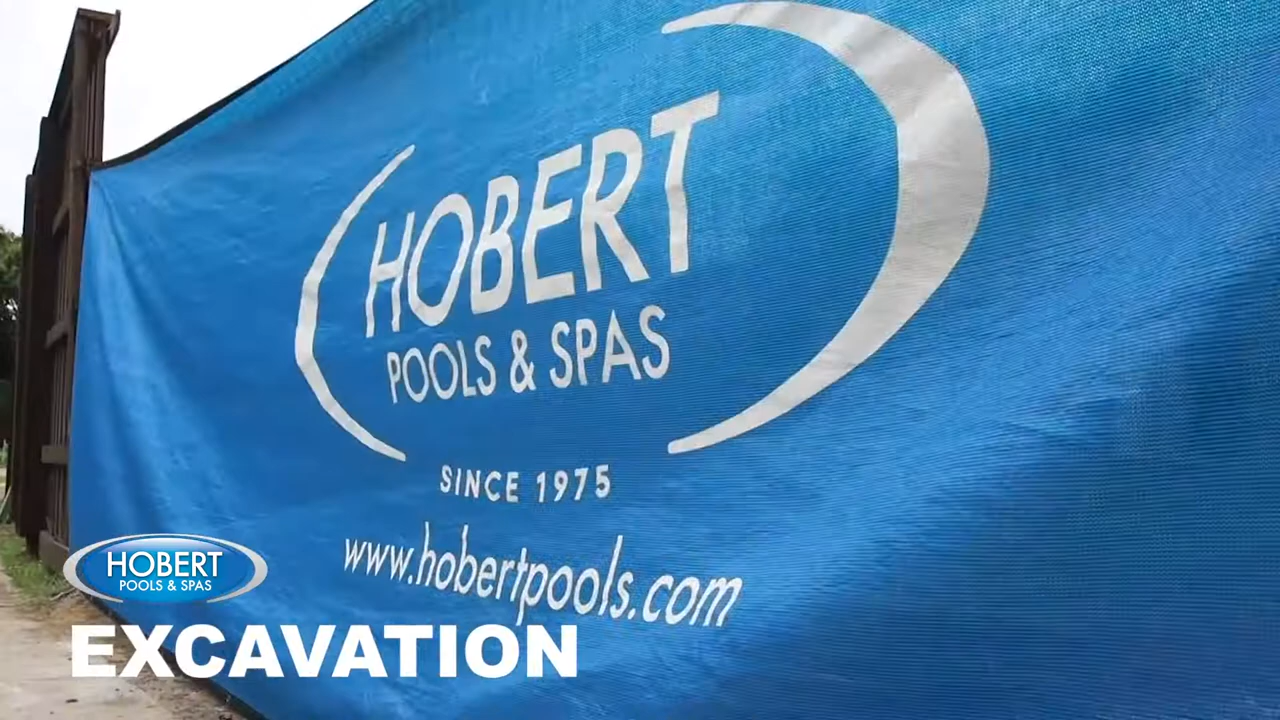 HOBERT
POOLS & SPAS
SINCE 1975
www.hobertpools.com
HOBERT
POOLS & SPAS
EXCAVATION